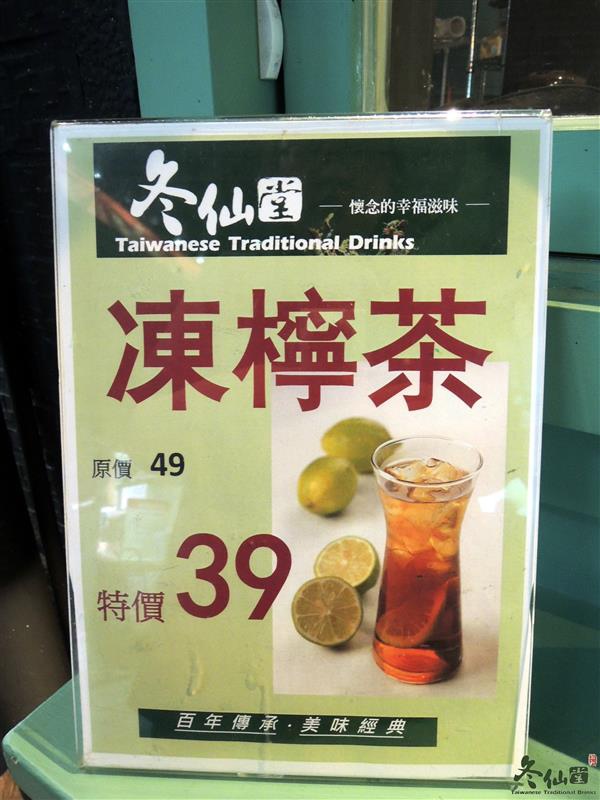 冬仙堂
懷念的幸福滋味
Taiwanese Traditional Drinks
凍檸茶
原價 49
特價 39
百年傳承·美味經典
冬仙堂
Taiwanese Traditional Drinks